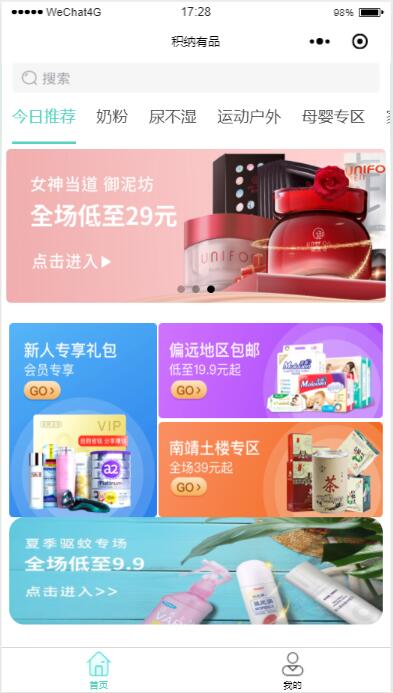 WeChat4G
17:28
98%
积纳有品
搜索
今日推荐 奶粉 尿不湿 运动户外 母婴专区
女神当道 御泥坊
全场低至29元
点击进入
UNIFO
UNIFO
新人专享礼包
会员专享
GO >
VIP
a2
Platinum
偏远地区包邮
低至19.9元起
GO >
南靖土楼专区
全场39元起
GO >
茶
夏季驱蚊专场
全场低至9.9
点击进入>>
首页
我的